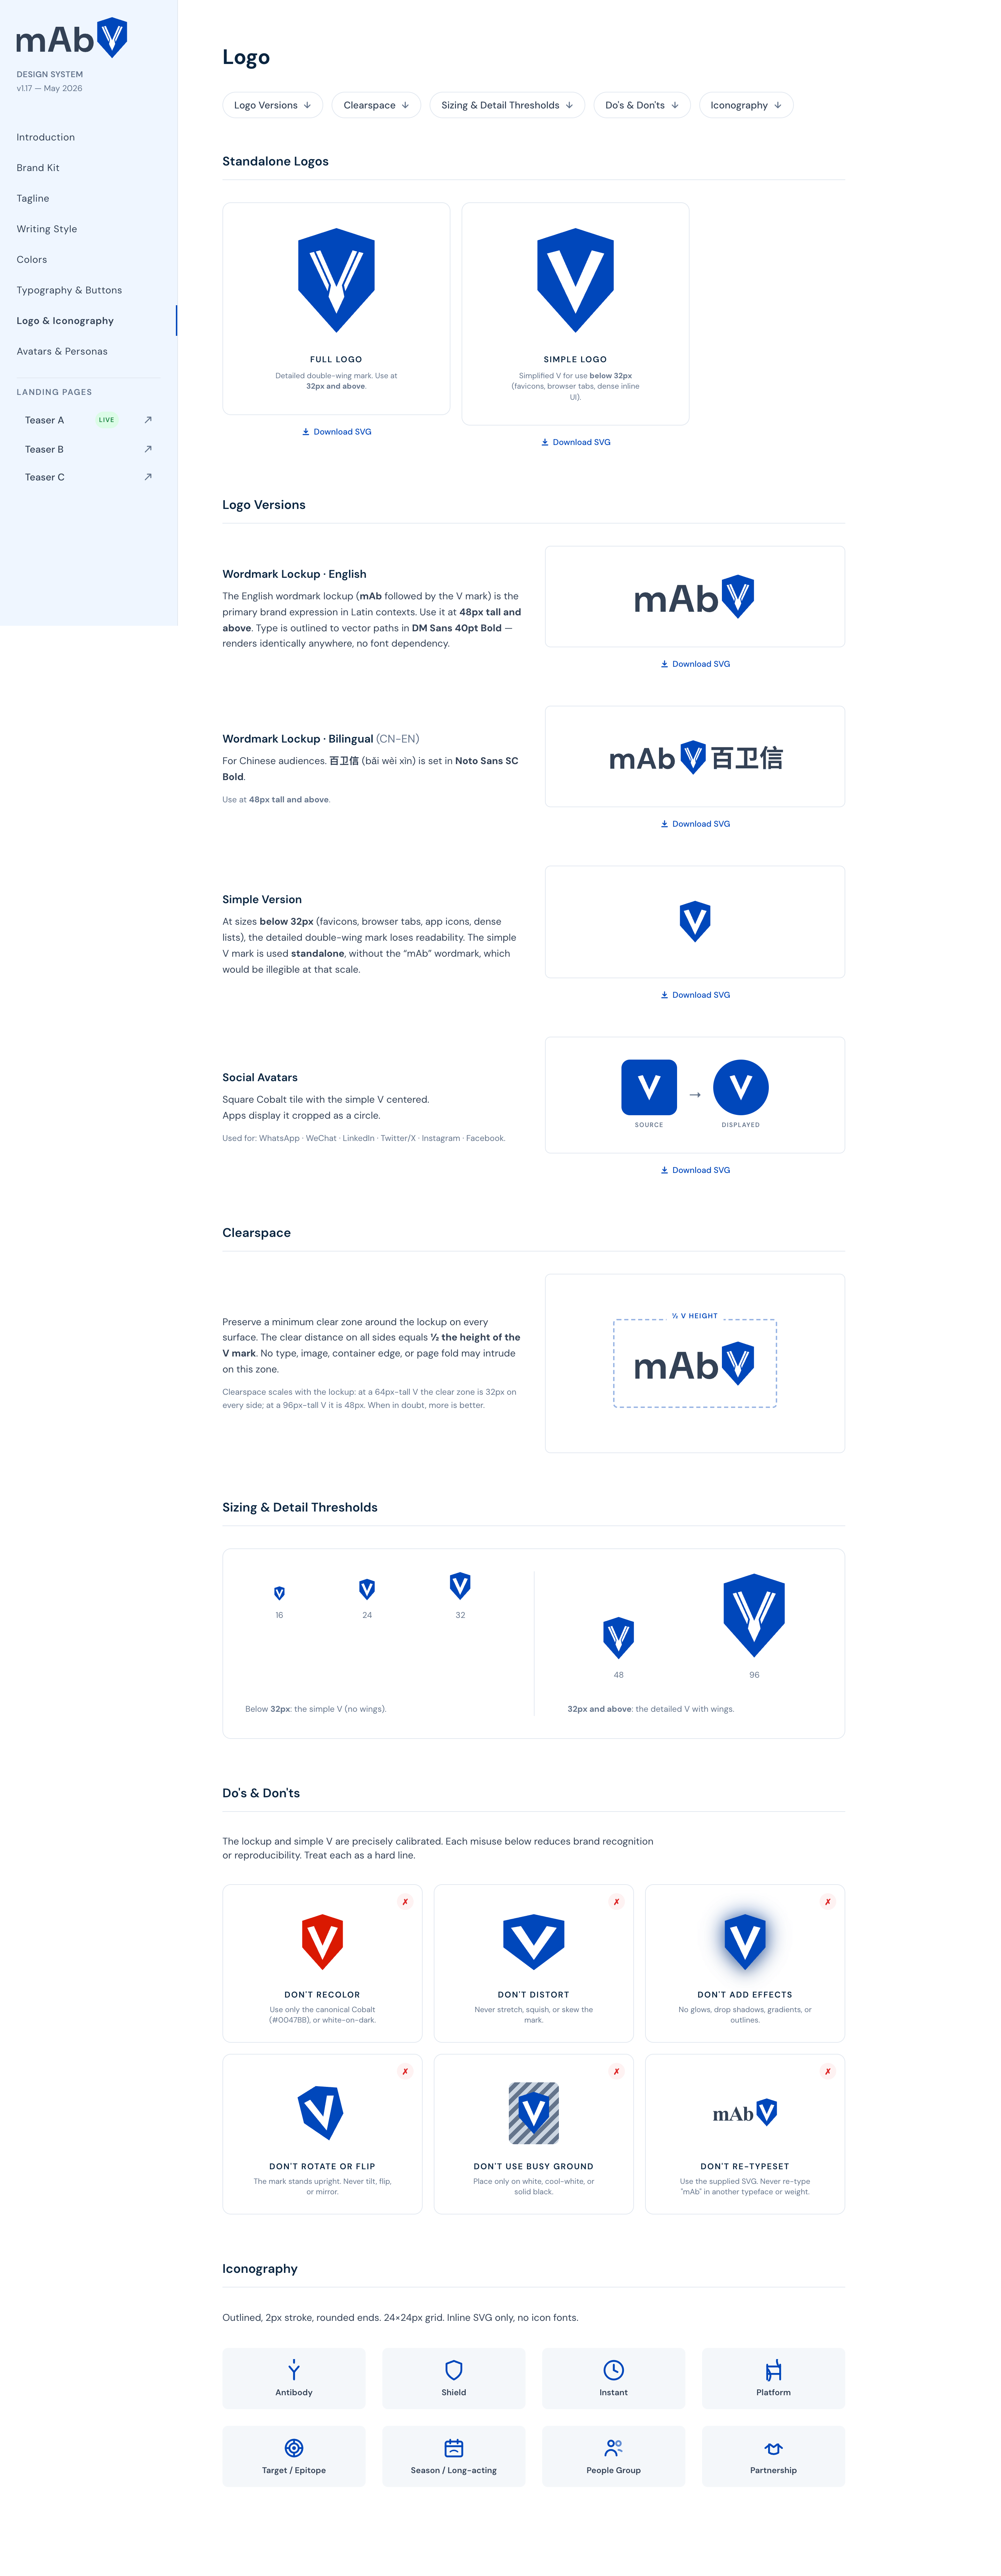 mAb
DESIGN SYSTEM
v1.17 — May 2026
Introduction
Brand Kit
Tagline
Writing Style
Colors
Typography & Buttons
Logo & Iconography
Avatars & Personas
LANDING PAGES
Teaser A LIVE ↗
Teaser B ↗
Teaser C ↗
Logo
Logo Versions ↓ Clearspace ↓ Sizing & Detail Thresholds ↓ Do's & Don'ts ↓ Iconography ↓
Standalone Logos
FULL LOGO
Detailed double-wing mark. Use at
32px and above.
Download SVG
SIMPLE LOGO
Simplified V for use below 32px
(favicons, browser tabs, dense inline
UI).
Download SVG
Logo Versions
Wordmark Lockup · English
The English wordmark lockup (mAb followed by the V mark) is the
primary brand expression in Latin contexts. Use it at 48px tall and
above. Type is outlined to vector paths in DM Sans 40pt Bold —
renders identically anywhere, no font dependency.
mAb
Download SVG
Wordmark Lockup · Bilingual (CN-EN)
For Chinese audiences. 百卫信 (bǎi wèi xìn) is set in Noto Sans SC
Bold.
Use at 48px tall and above.
mAb 百卫信
Download SVG
Simple Version
At sizes below 32px (favicons, browser tabs, app icons, dense
lists), the detailed double-wing mark loses readability. The simple
V mark is used standalone, without the “mAb” wordmark, which
would be illegible at that scale.
V
Download SVG
Social Avatars
Square Cobalt tile with the simple V centered.
Apps display it cropped as a circle.
Used for: WhatsApp · WeChat · LinkedIn · Twitter/X · Instagram · Facebook.
V → V
SOURCE DISPLAYED
Download SVG
Clearspace
Preserve a minimum clear zone around the lockup on every
surface. The clear distance on all sides equals ½ the height of the
V mark. No type, image, container edge, or page fold may intrude
on this zone.
Clearspace scales with the lockup: at a 64px-tall V the clear zone is 32px on
every side; at a 96px-tall V it is 48px. When in doubt, more is better.
½ V HEIGHT
mAb
Sizing & Detail Thresholds
16 24 32
Below 32px: the simple V (no wings).
48 96
32px and above: the detailed V with wings.
Do's & Don'ts
The lockup and simple V are precisely calibrated. Each misuse below reduces brand recognition
or reproducibility. Treat each as a hard line.
✗
DON'T RECOLOR
Use only the canonical Cobalt
(#0047BB), or white-on-dark.
✗
DON'T DISTORT
Never stretch, squish, or skew the
mark.
✗
DON'T ADD EFFECTS
No glows, drop shadows, gradients, or
outlines.
✗
DON'T ROTATE OR FLIP
The mark stands upright. Never tilt, flip,
or mirror.
✗
DON'T USE BUSY GROUND
Place only on white, cool-white, or
solid black.
✗
mAb
DON'T RE-TYPESET
Use the supplied SVG. Never re-type
"mAb" in another typeface or weight.
Iconography
Outlined, 2px stroke, rounded ends. 24×24px grid. Inline SVG only, no icon fonts.
Antibody
Shield
Instant
Platform
Target / Epitope
Season / Long-acting
People Group
Partnership